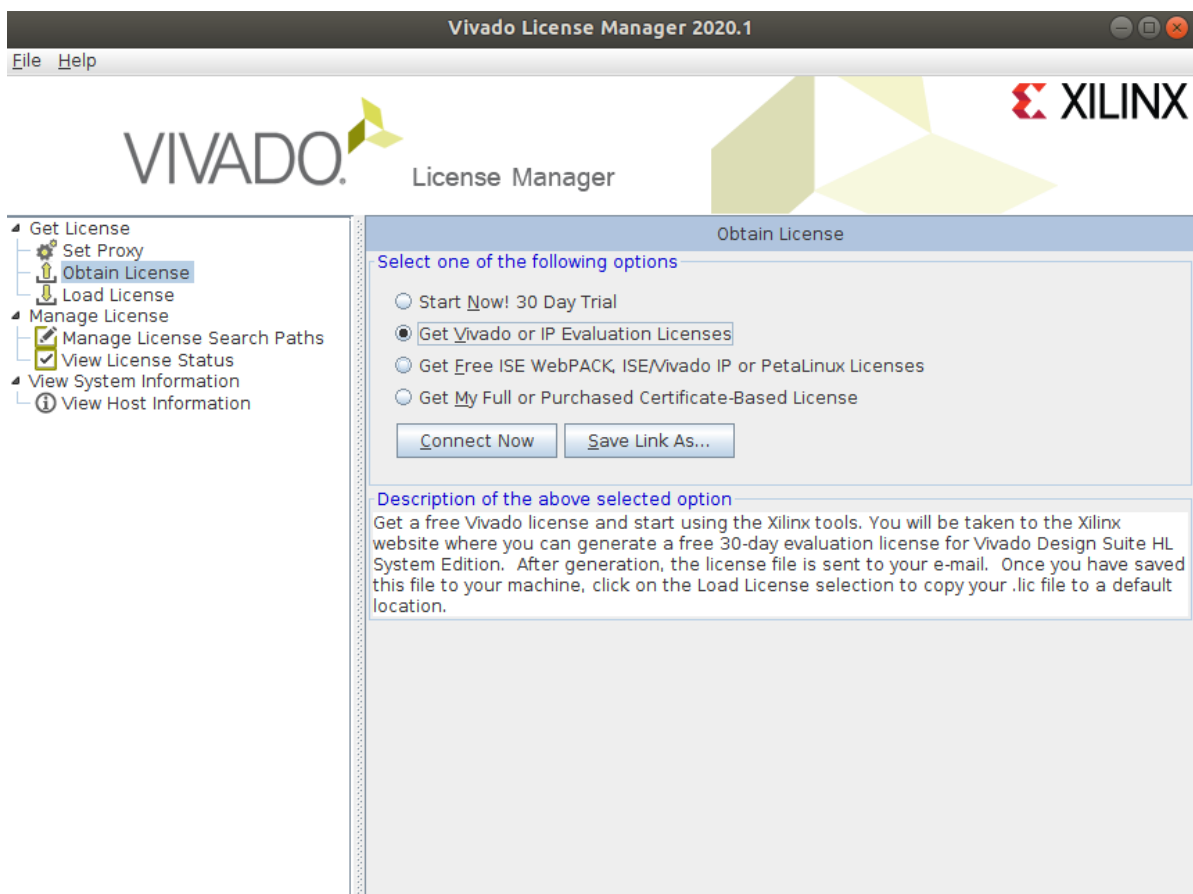 Vivado License Manager 2020.1
File Help
XILINX
VIVADO.
License Manager
Get License
Set Proxy
Obtain License
Load License
Manage License
Manage License Search Paths
View License Status
View System Information
View Host Information
Obtain License
Select one of the following options
Start Now! 30 Day Trial
Get Vivado or IP Evaluation Licenses
Get Free ISE WebPACK, ISE/Vivado IP or PetaLinux Licenses
Get My Full or Purchased Certificate-Based License
Connect Now Save Link As...
Description of the above selected option
Get a free Vivado license and start using the Xilinx tools. You will be taken to the Xilinx
website where you can generate a free 30-day evaluation license for Vivado Design Suite HL
System Edition. After generation, the license file is sent to your e-mail. Once you have saved
this file to your machine, click on the Load License selection to copy your .lic file to a default
location.